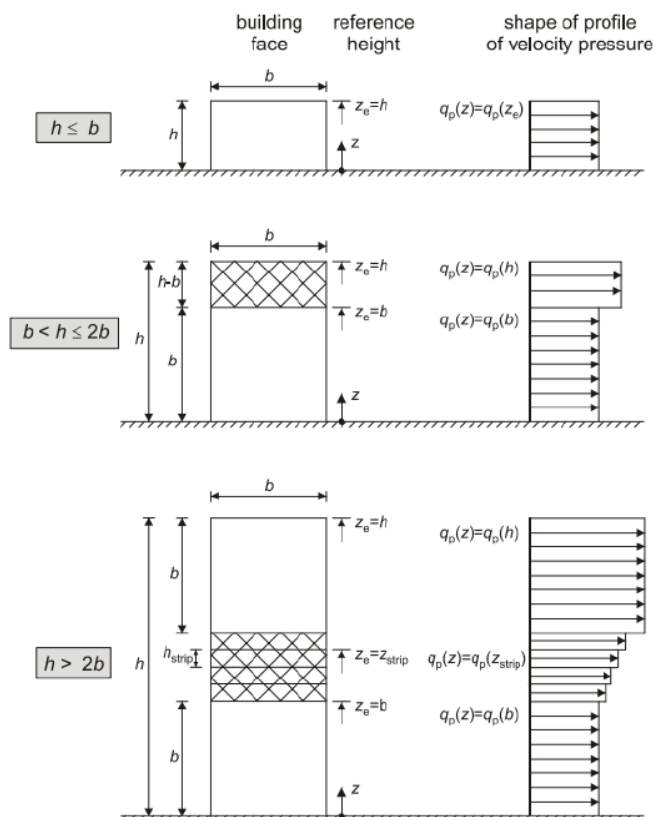 building face
reference height
shape of profile of velocity pressure
h ≤ b
b
h
z_e=h
z
q_p(z)=q_p(z_e)
b < h ≤ 2b
b
h
h-b
b
z_e=h
z_e=b
z
q_p(z)=q_p(h)
q_p(z)=q_p(b)
h > 2b
b
h
b
h_strip
b
z_e=h
z_e=z_strip
z_e=b
z
q_p(z)=q_p(h)
q_p(z)=q_p(z_strip)
q_p(z)=q_p(b)